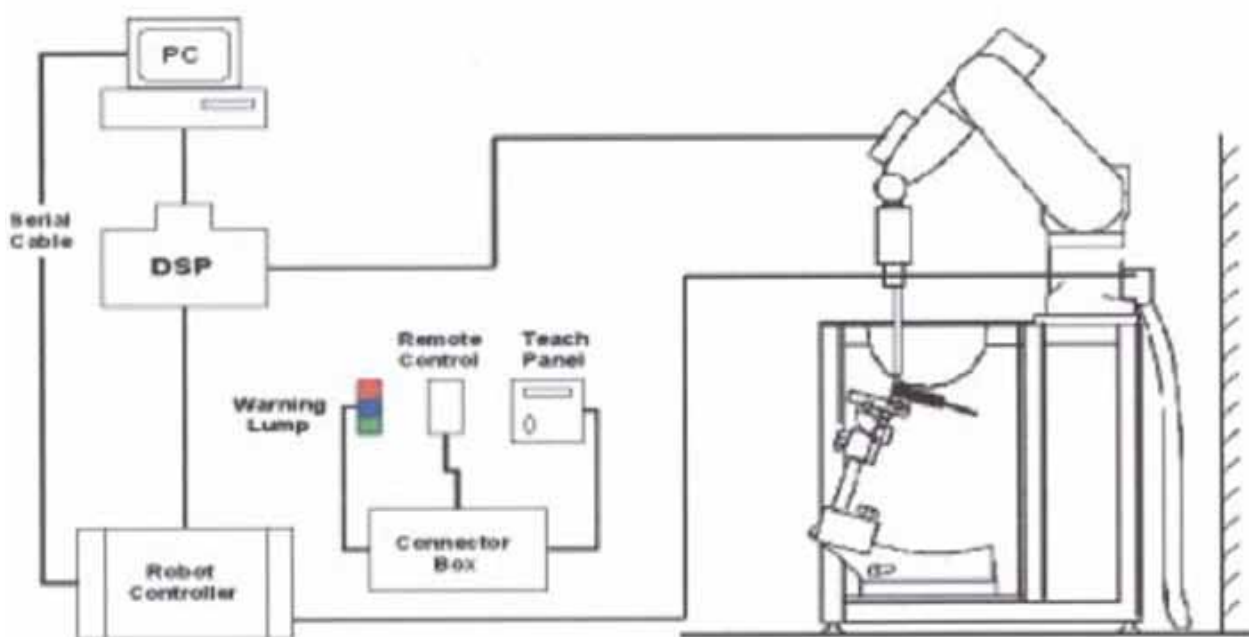 PC
Serial
Cable
DSP
Remote
Control
Teach
Panel
Warning
Lump
Connector
Box
Robot
Controller